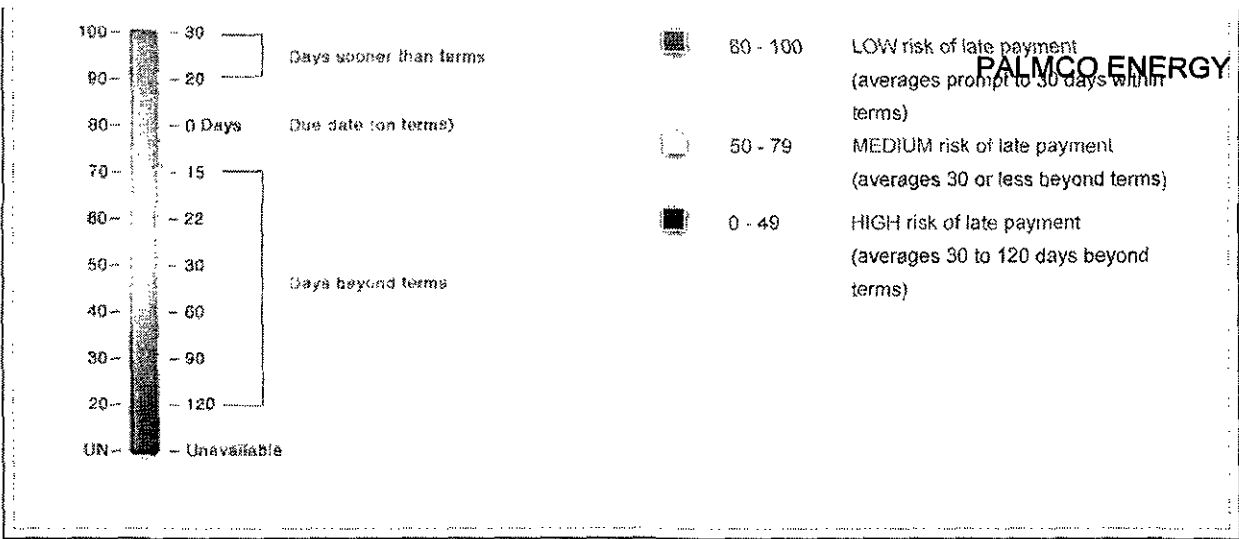 100 - 30
90 - 20
Days sooner than terms
80 - 0 Days Due date (on terms)
70 - 15
60 - 22
50 - 30
Days beyond terms
40 - 60
30 - 90
20 - 120
UN - Unavailable
80 - 100 LOW risk of late payment
(averages prompt to 30 days within
terms)
PALMCO ENERGY
50 - 79 MEDIUM risk of late payment
(averages 30 or less beyond terms)
0 - 49 HIGH risk of late payment
(averages 30 to 120 days beyond
terms)